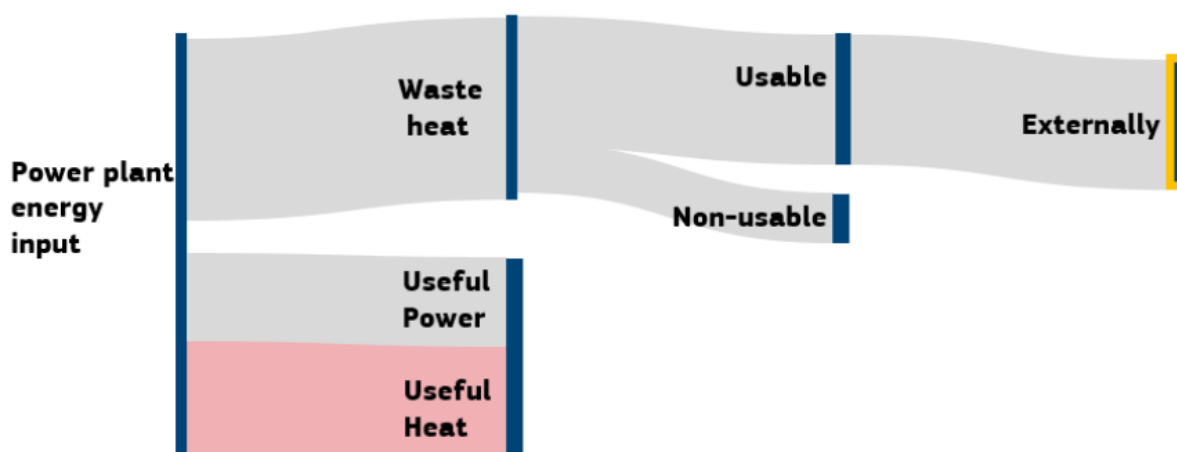 Power plant
energy
input
Waste
heat
Useful
Power
Useful
Heat
Usable
Non-usable
Externally